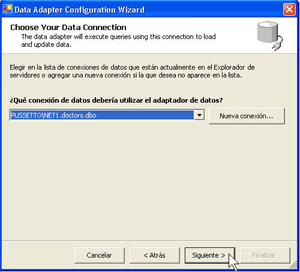 Data Adapter Configuration Wizard
Choose Your Data Connection
The data adapter will execute queries using this connection to load
and update data.
Elegir en la lista de conexiones de datos que están actualmente en el Explorador de
servidores o agregar una nueva conexión si la que desea no aparece en la lista.
¿Qué conexión de datos debería utilizar el adaptador de datos?
PUSSETTO\NET1.doctors.dbo
Nueva conexión...
Cancelar
< Atrás
Siguiente >
Finalizar